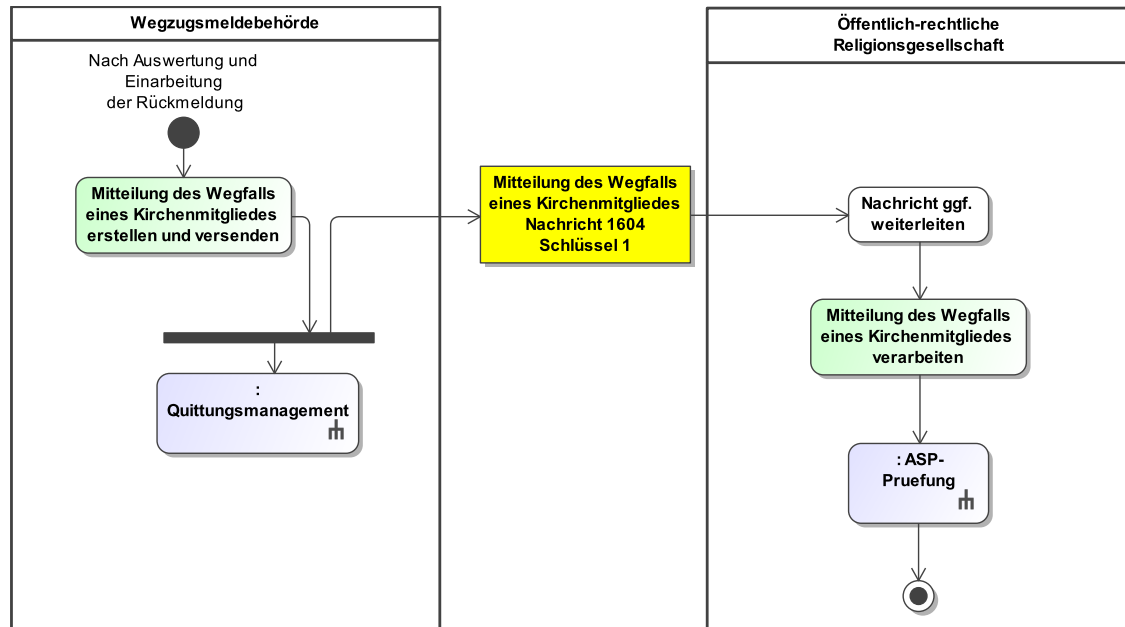 Wegzugsmeldebehörde
Nach Auswertung und
Einarbeitung
der Rückmeldung
Mitteilung des Wegfalls
eines Kirchenmitgliedes
erstellen und versenden
:
Quittungsmanagement
Mitteilung des Wegfalls
eines Kirchenmitgliedes
Nachricht 1604
Schlüssel 1
Öffentlich-rechtliche
Religionsgesellschaft
Nachricht ggf.
weiterleiten
Mitteilung des Wegfalls
eines Kirchenmitgliedes
verarbeiten
: ASP-
Pruefung